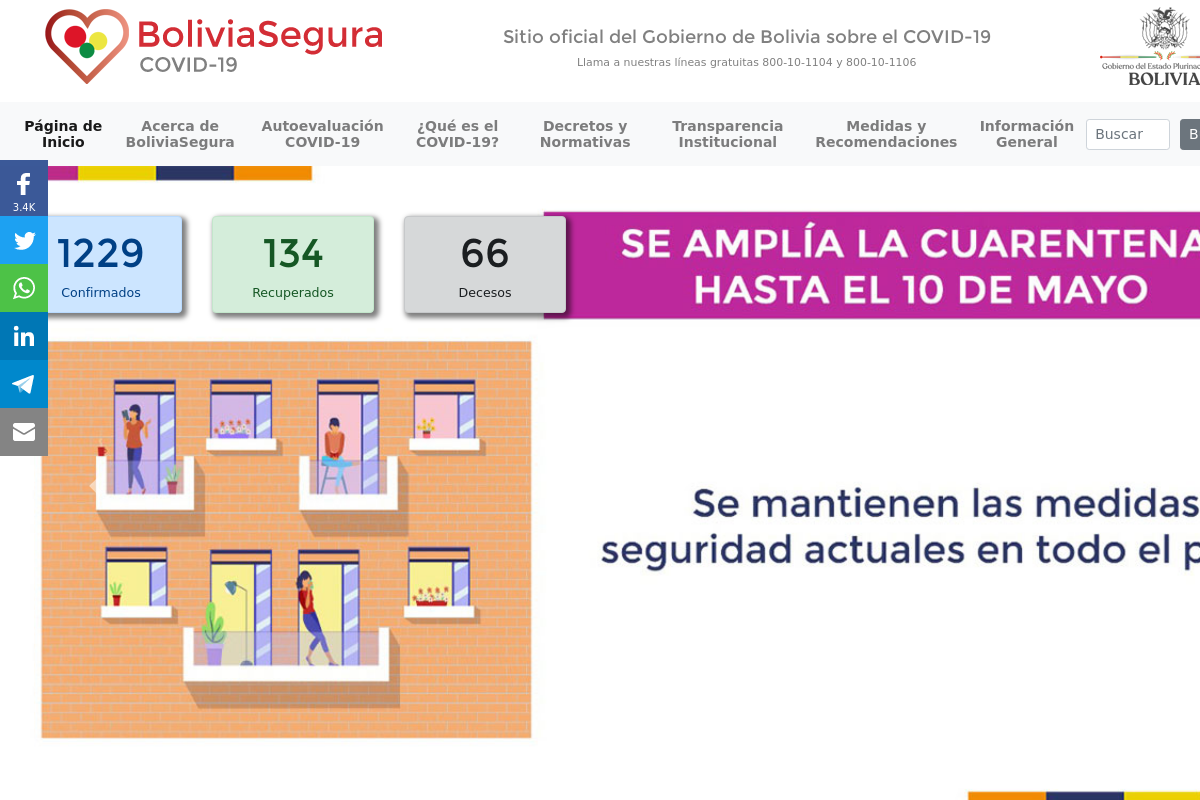 BoliviaSegura
COVID-19
Sitio oficial del Gobierno de Bolivia sobre el COVID-19
Llama a nuestras líneas gratuitas 800-10-1104 y 800-10-1106
Gobierno del Estado Plurinac
BOLIVIA
Página de
Inicio
Acerca de
BoliviaSegura
Autoevaluación
COVID-19
¿Qué es el
COVID-19?
Decretos y
Normativas
Transparencia
Institucional
Medidas y
Recomendaciones
Información
General
Buscar
B
3.4K
1229
Confirmados
134
Recuperados
66
Decesos
SE AMPLÍA LA CUARENTENA
HASTA EL 10 DE MAYO
Se mantienen las medidas
seguridad actuales en todo el p